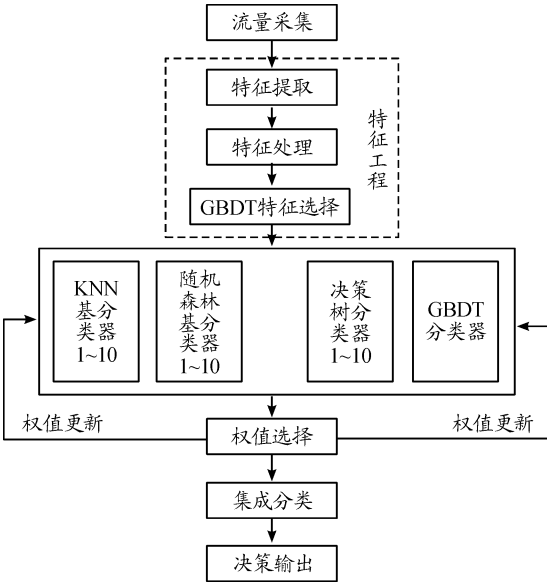 流量采集
特征提取
特征处理
GBDT特征选择
特征工程
KNN
基分
类器
1~10
随机
森林
基分
类器
1~10
决策
树分
类器
1~10
GBDT
分类器
权值更新
权值选择
权值更新
集成分类
决策输出